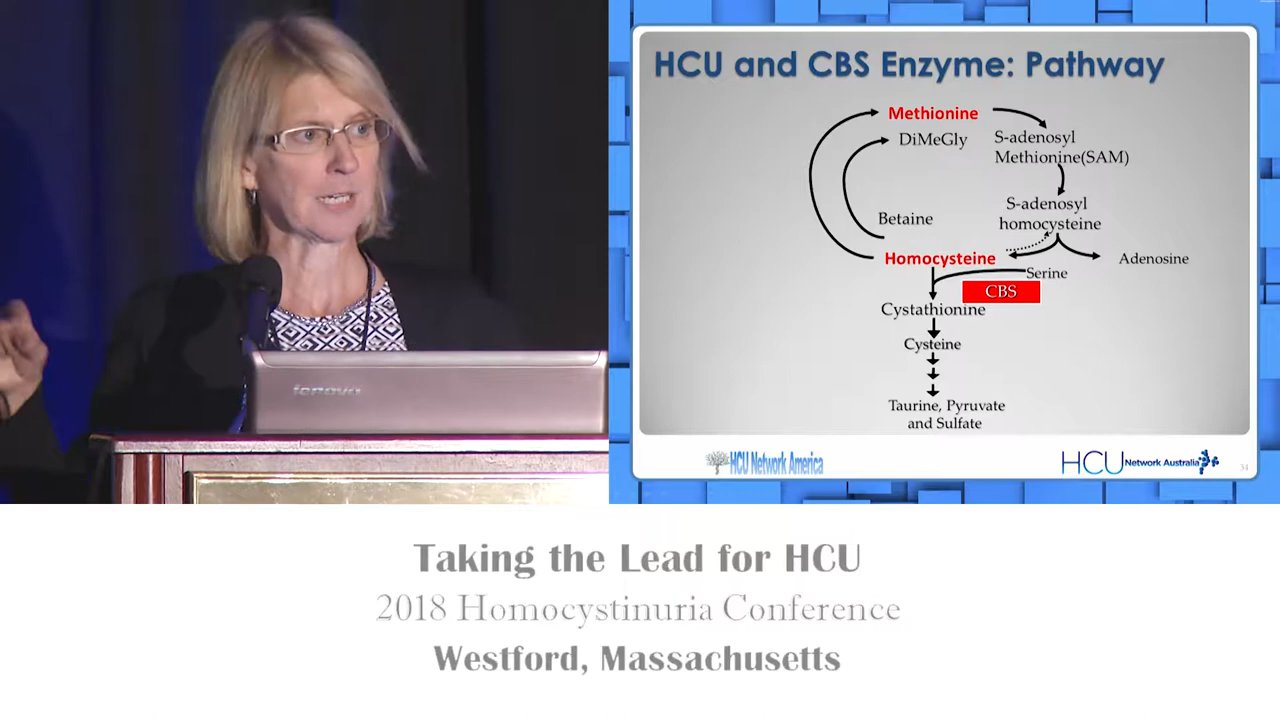 HCU and CBS Enzyme: Pathway
Methionine
DiMeGly
S-adenosyl
Methionine(SAM)
S-adenosyl
homocysteine
Betaine
Homocysteine
Adenosine
Serine
CBS
Cystathionine
Cysteine
Taurine, Pyruvate
and Sulfate
lenovo
HCU Network America
HCU Network Australia
34
Taking the Lead for HCU
2018 Homocystinuria Conference
Westford, Massachusetts